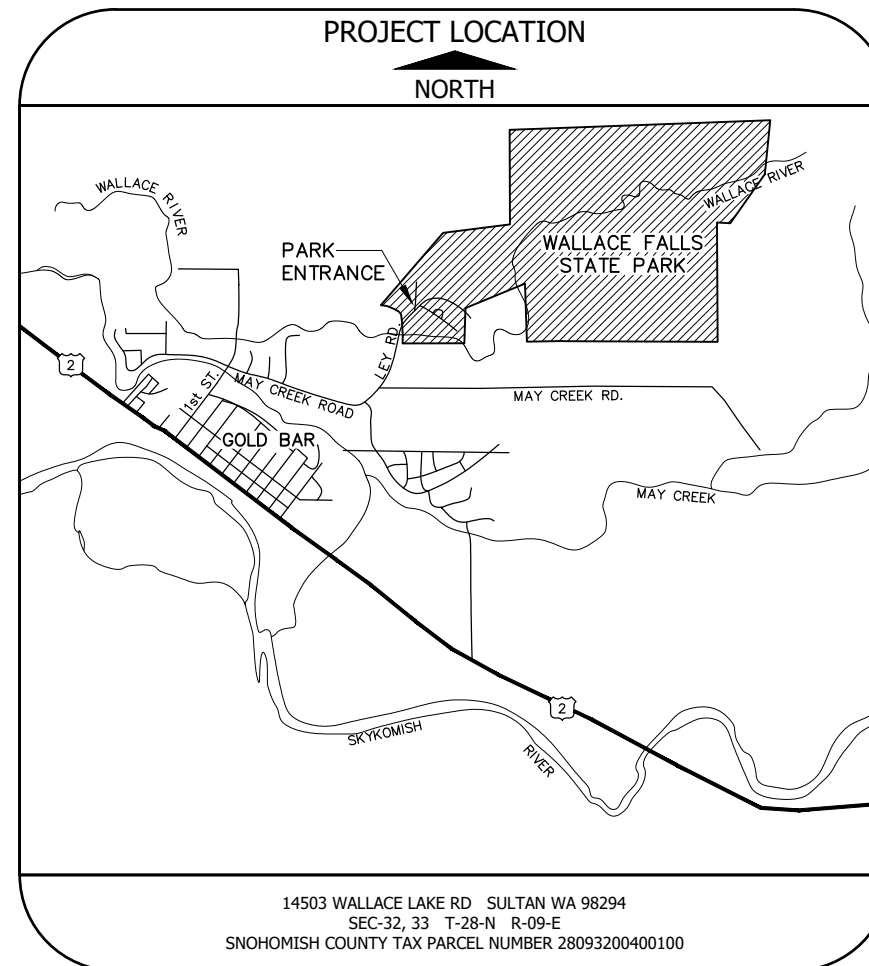 PROJECT LOCATION
NORTH
WALLACE
RIVER
WALLACE RIVER
PARK
ENTRANCE
WALLACE FALLS
STATE PARK
LEY RD.
2
1st ST.
MAY CREEK ROAD
MAY CREEK RD.
GOLD BAR
MAY CREEK
2
SKYKOMISH
RIVER
14503 WALLACE LAKE RD SULTAN WA 98294
SEC-32, 33 T-28-N R-09-E
SNOHOMISH COUNTY TAX PARCEL NUMBER 28093200400100